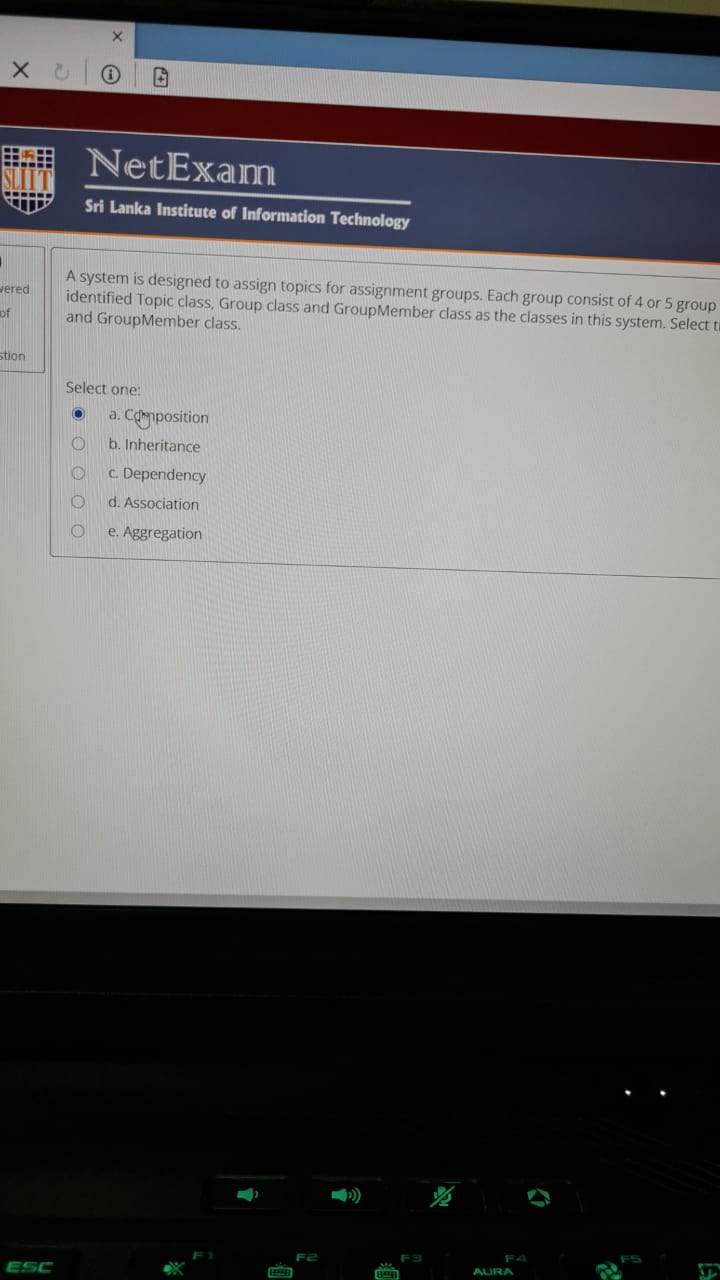 SLIIT
NetExam
Sri Lanka Institute of Information Technology
vered
of
stion
A system is designed to assign topics for assignment groups. Each group consist of 4 or 5 group
identified Topic class, Group class and GroupMember class as the classes in this system. Select
and GroupMember class.
Select one:
a. Composition
b. Inheritance
c. Dependency
d. Association
e. Aggregation
ESC
F1
F2
F3
F4
AURA
F5